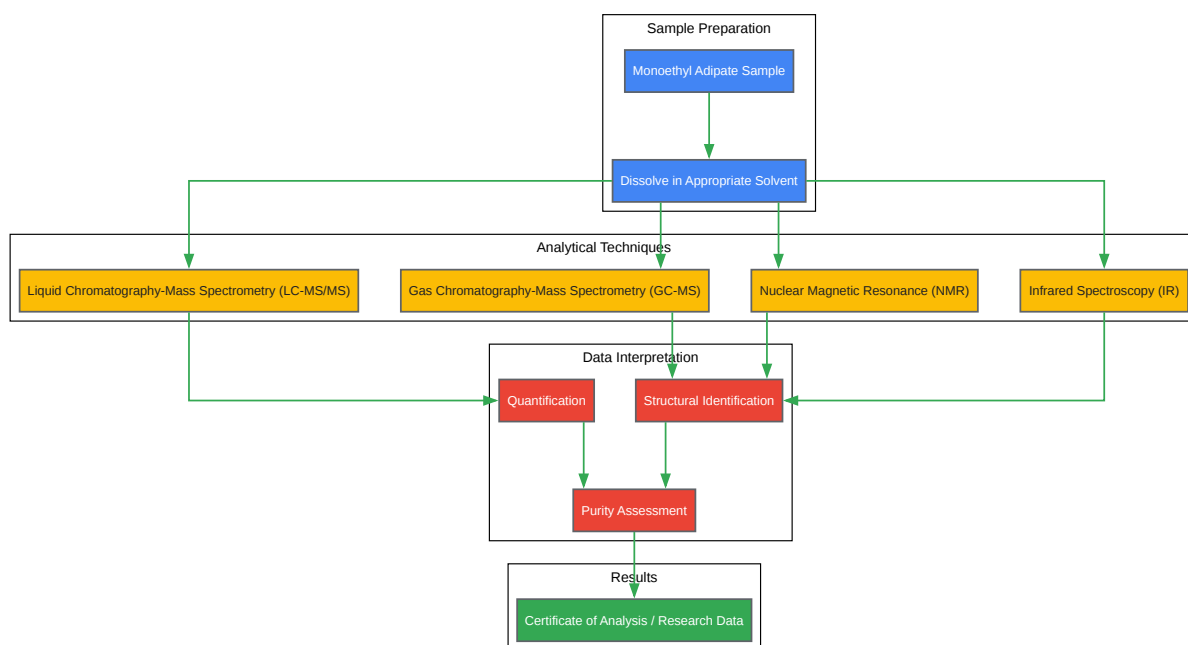 Sample Preparation
Monoethyl Adipate Sample
Dissolve in Appropriate Solvent
Analytical Techniques
Liquid Chromatography-Mass Spectrometry (LC-MS/MS)
Gas Chromatography-Mass Spectrometry (GC-MS)
Nuclear Magnetic Resonance (NMR)
Infrared Spectroscopy (IR)
Data Interpretation
Quantification
Structural Identification
Purity Assessment
Results
Certificate of Analysis / Research Data